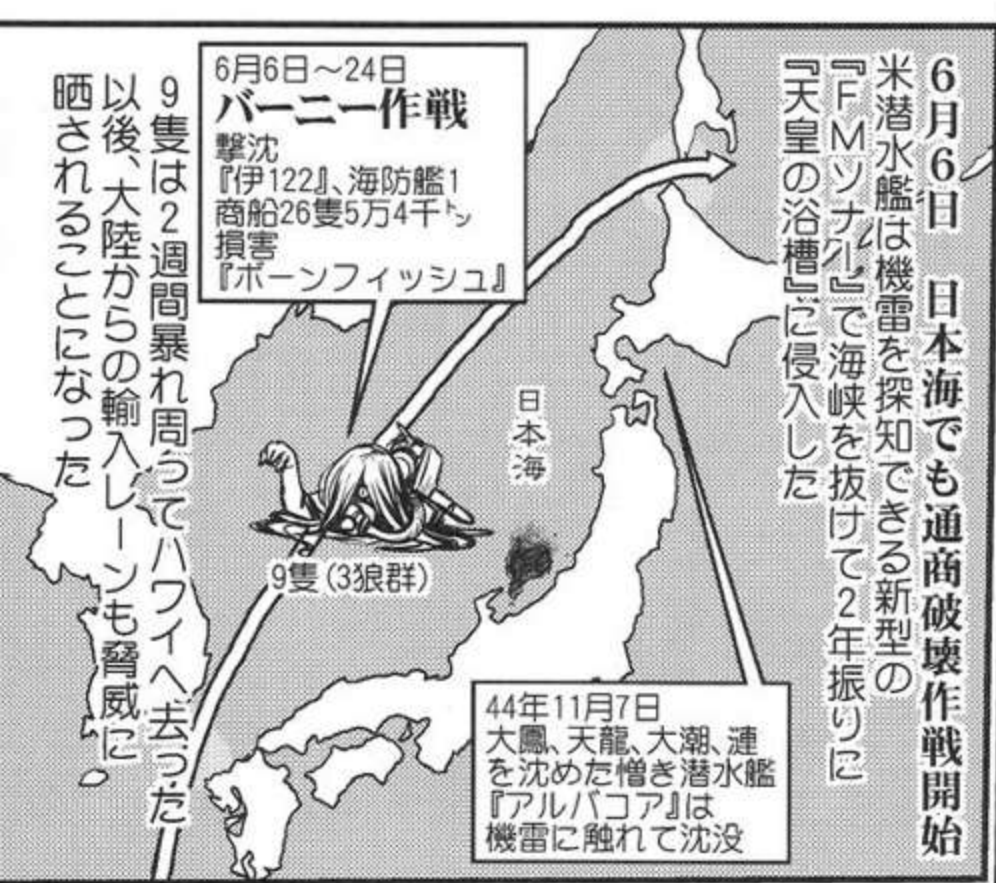 6月6日 日本海でも通商破壊作戦開始
米潜水艦は機雷を探知できる新型の
『FMソナー』で海峡を抜けて2年振りに
『天皇の浴槽』に侵入した
6月6日～24日
バーニー作戦
撃沈
『伊122』、海防艦1
商船26隻5万4千㌧
損害
『ボーンフィッシュ』
日本海
9隻(3狼群)
44年11月7日
大鳳、天龍、大潮、漣
を沈めた憎き潜水艦
『アルバコア』は
機雷に触れて沈没
9隻は2週間暴れ周ってハワイへ去った
以後、大陸からの輸入レーンも脅威に
晒されることになった